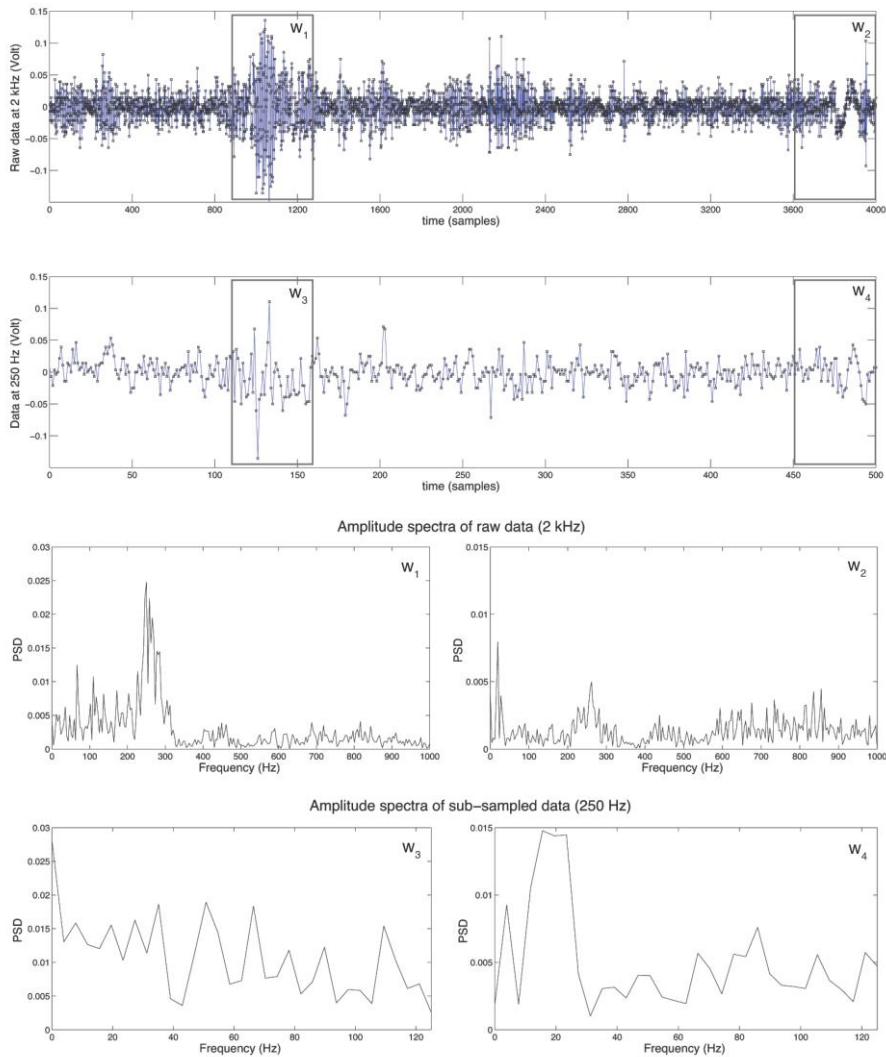 W1
W2
Raw data at 2 kHz (Volt)
0.15
0.1
0.05
0
−0.05
−0.1
0 400 800 1200 1600 2000 2400 2800 3200 3600 4000
time (samples)
W3
W4
Data at 250 Hz (Volt)
0.15
0.1
0.05
0
−0.05
−0.1
0 50 100 150 200 250 300 350 400 450 500
time (samples)
Amplitude spectra of raw data (2 kHz)
W1
PSD
0.03
0.025
0.02
0.015
0.01
0.005
0
0 100 200 300 400 500 600 700 800 900 1000
Frequency (Hz)
W2
PSD
0.015
0.01
0.005
0
0 100 200 300 400 500 600 700 800 900 1000
Frequency (Hz)
Amplitude spectra of sub−sampled data (250 Hz)
W3
PSD
0.03
0.025
0.02
0.015
0.01
0.005
0
0 20 40 60 80 100 120
Frequency (Hz)
W4
PSD
0.015
0.01
0.005
0
0 20 40 60 80 100 120
Frequency (Hz)